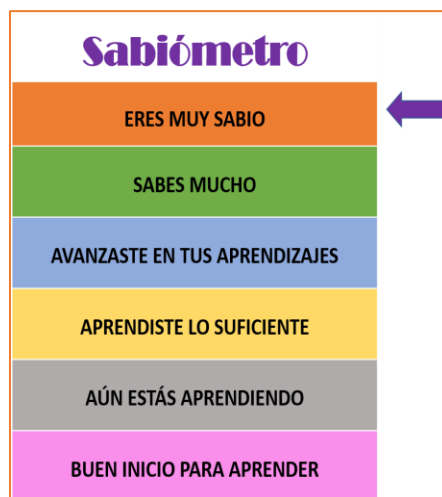 Sabiómetro
ERES MUY SABIO
SABES MUCHO
AVANZASTE EN TUS APRENDIZAJES
APRENDISTE LO SUFICIENTE
AÚN ESTÁS APRENDIENDO
BUEN INICIO PARA APRENDER